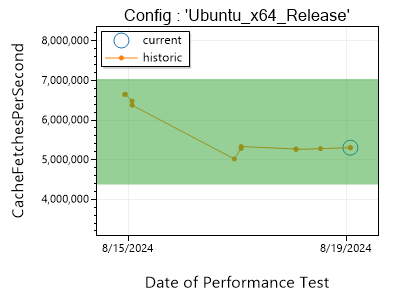 Config : 'Ubuntu_x64_Release'
current
historic
8,000,000
7,000,000
6,000,000
5,000,000
4,000,000
CacheFetchesPerSecond
8/15/2024
8/19/2024
Date of Performance Test